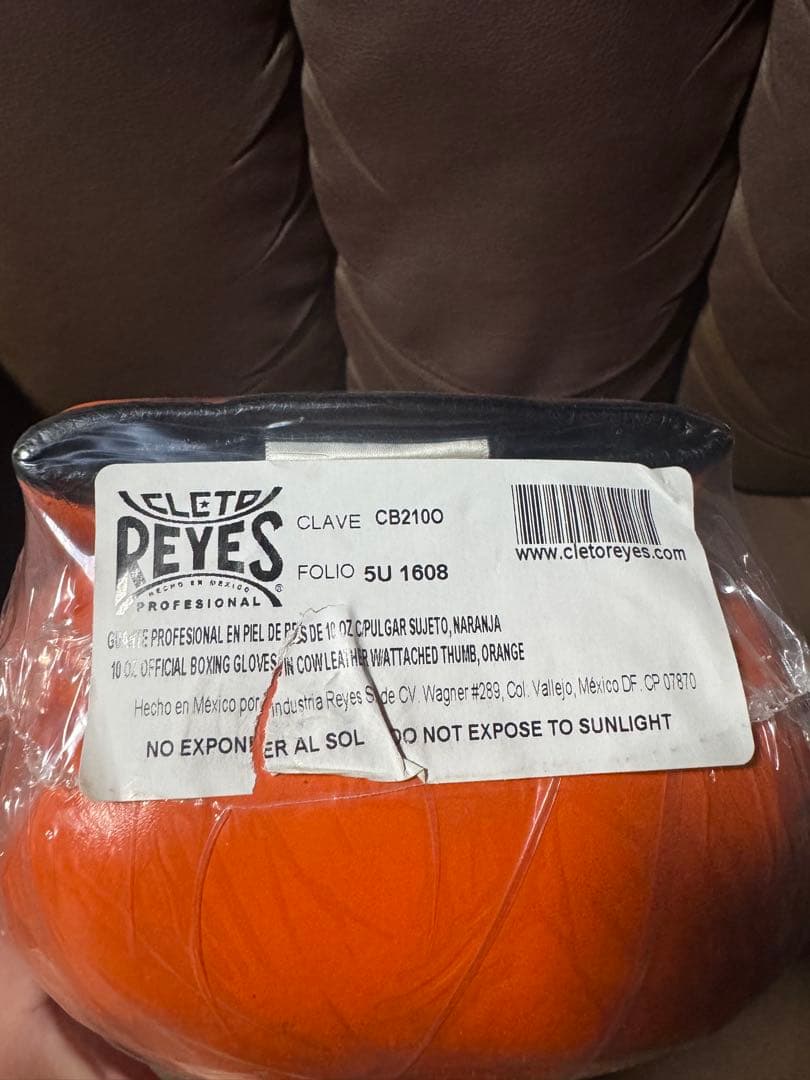 CLETO
REYES
HECHO EN MEXICO ®
PROFESIONAL
CLAVE CB210O
FOLIO 5U 1608
www.cletoreyes.com
PROFESIONAL EN PIEL DE DE 10 OZ C/PULGAR SUJETO, NARANJA
10 OZ OFFICIAL BOXING GLOVES IN COW LEATHER W/ATTACHED THUMB, ORANGE
Hecho en México por Industria Reyes S de CV. Wagner #289, Col. Vallejo, México DF. CP 07870
NO EXPONER AL SOL DO NOT EXPOSE TO SUNLIGHT